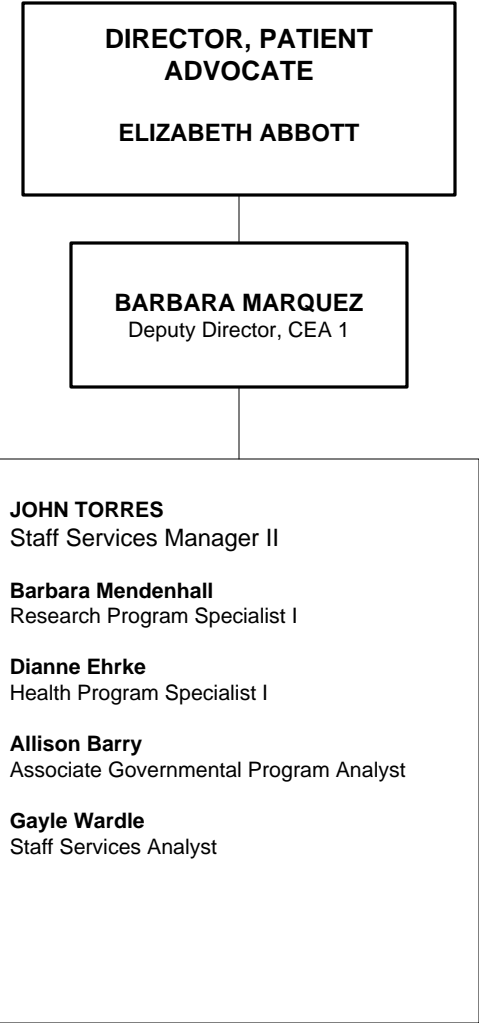 DIRECTOR, PATIENT
ADVOCATE
ELIZABETH ABBOTT
BARBARA MARQUEZ
Deputy Director, CEA 1
JOHN TORRES
Staff Services Manager II
Barbara Mendenhall
Research Program Specialist I
Dianne Ehrke
Health Program Specialist I
Allison Barry
Associate Governmental Program Analyst
Gayle Wardle
Staff Services Analyst